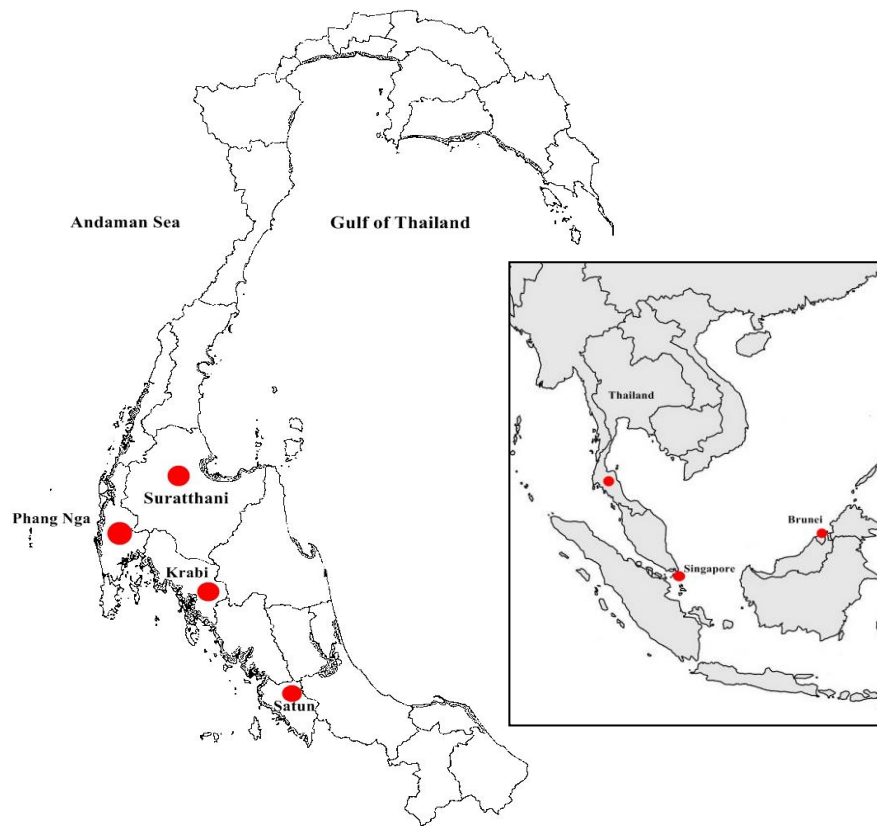 Andaman Sea
Gulf of Thailand
Suratthani
Phang Nga
Krabi
Satun
Thailand
Brunei
Singapore